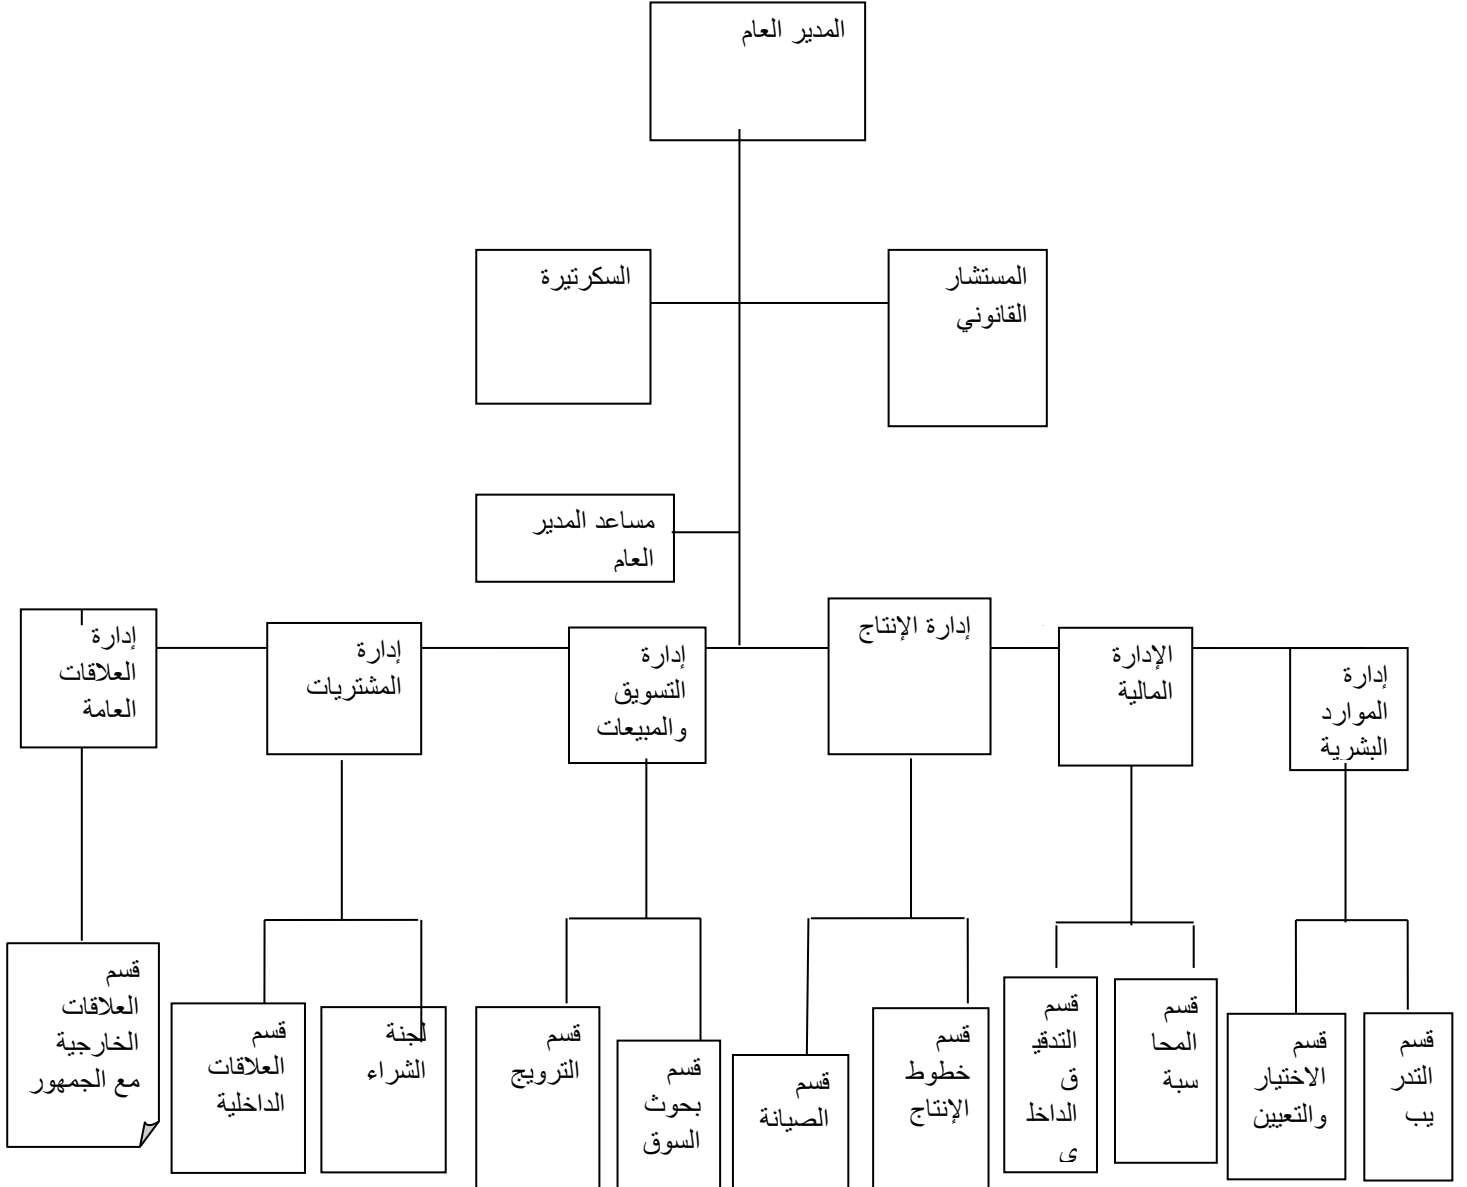 المدير العام
المستشار
القانوني
السكرتيرة
مساعد المدير
العام
إدارة
الموارد
البشرية
الإدارة
المالية
إدارة الإنتاج
إدارة
التسويق
والمبيعات
إدارة
المشتريات
إدارة
العلاقات
العامة
قسم
التدر
يب
قسم
الاختيار
والتعيين
قسم
المحا
سبة
قسم
التدقي
ق
الداخل
ي
قسم
خطوط
الإنتاج
قسم
الصيانة
قسم
بحوث
السوق
قسم
الترويج
لجنة
الشراء
قسم
العلاقات
الداخلية
قسم
العلاقات
الخارجية
مع الجمهور